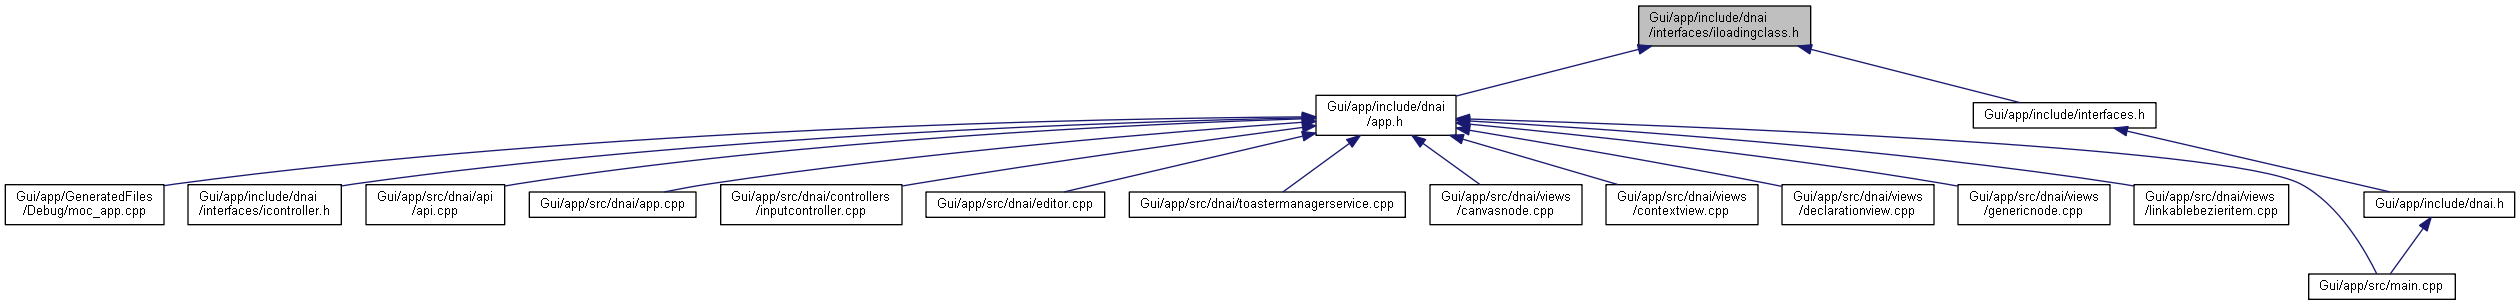 Gui/app/include/dnai
/interfaces/iloadingclass.h
Gui/app/include/dnai
/app.h
Gui/app/include/interfaces.h
Gui/app/GeneratedFiles
/Debug/moc_app.cpp
Gui/app/include/dnai
/interfaces/icontroller.h
Gui/app/src/dnai/api
/api.cpp
Gui/app/src/dnai/app.cpp
Gui/app/src/dnai/controllers
/inputcontroller.cpp
Gui/app/src/dnai/editor.cpp
Gui/app/src/dnai/toastermanagerservice.cpp
Gui/app/src/dnai/views
/canvasnode.cpp
Gui/app/src/dnai/views
/contextview.cpp
Gui/app/src/dnai/views
/declarationview.cpp
Gui/app/src/dnai/views
/genericnode.cpp
Gui/app/src/dnai/views
/linkablebezieritem.cpp
Gui/app/include/dnai.h
Gui/app/src/main.cpp